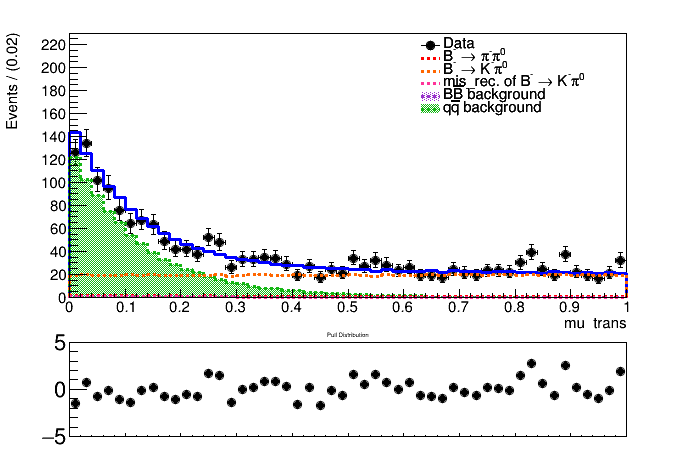 Events / (0.02)
220
200
180
160
140
120
100
80
60
40
20
0
Data
B⁻ → π⁻π⁰
B⁻ → K⁻π⁰
mis_rec. of B⁻ → K⁻π⁰
BB̅ background
qq̅ background
0 0.1 0.2 0.3 0.4 0.5 0.6 0.7 0.8 0.9 1
mu_trans
Pull Distribution
5
0
−5